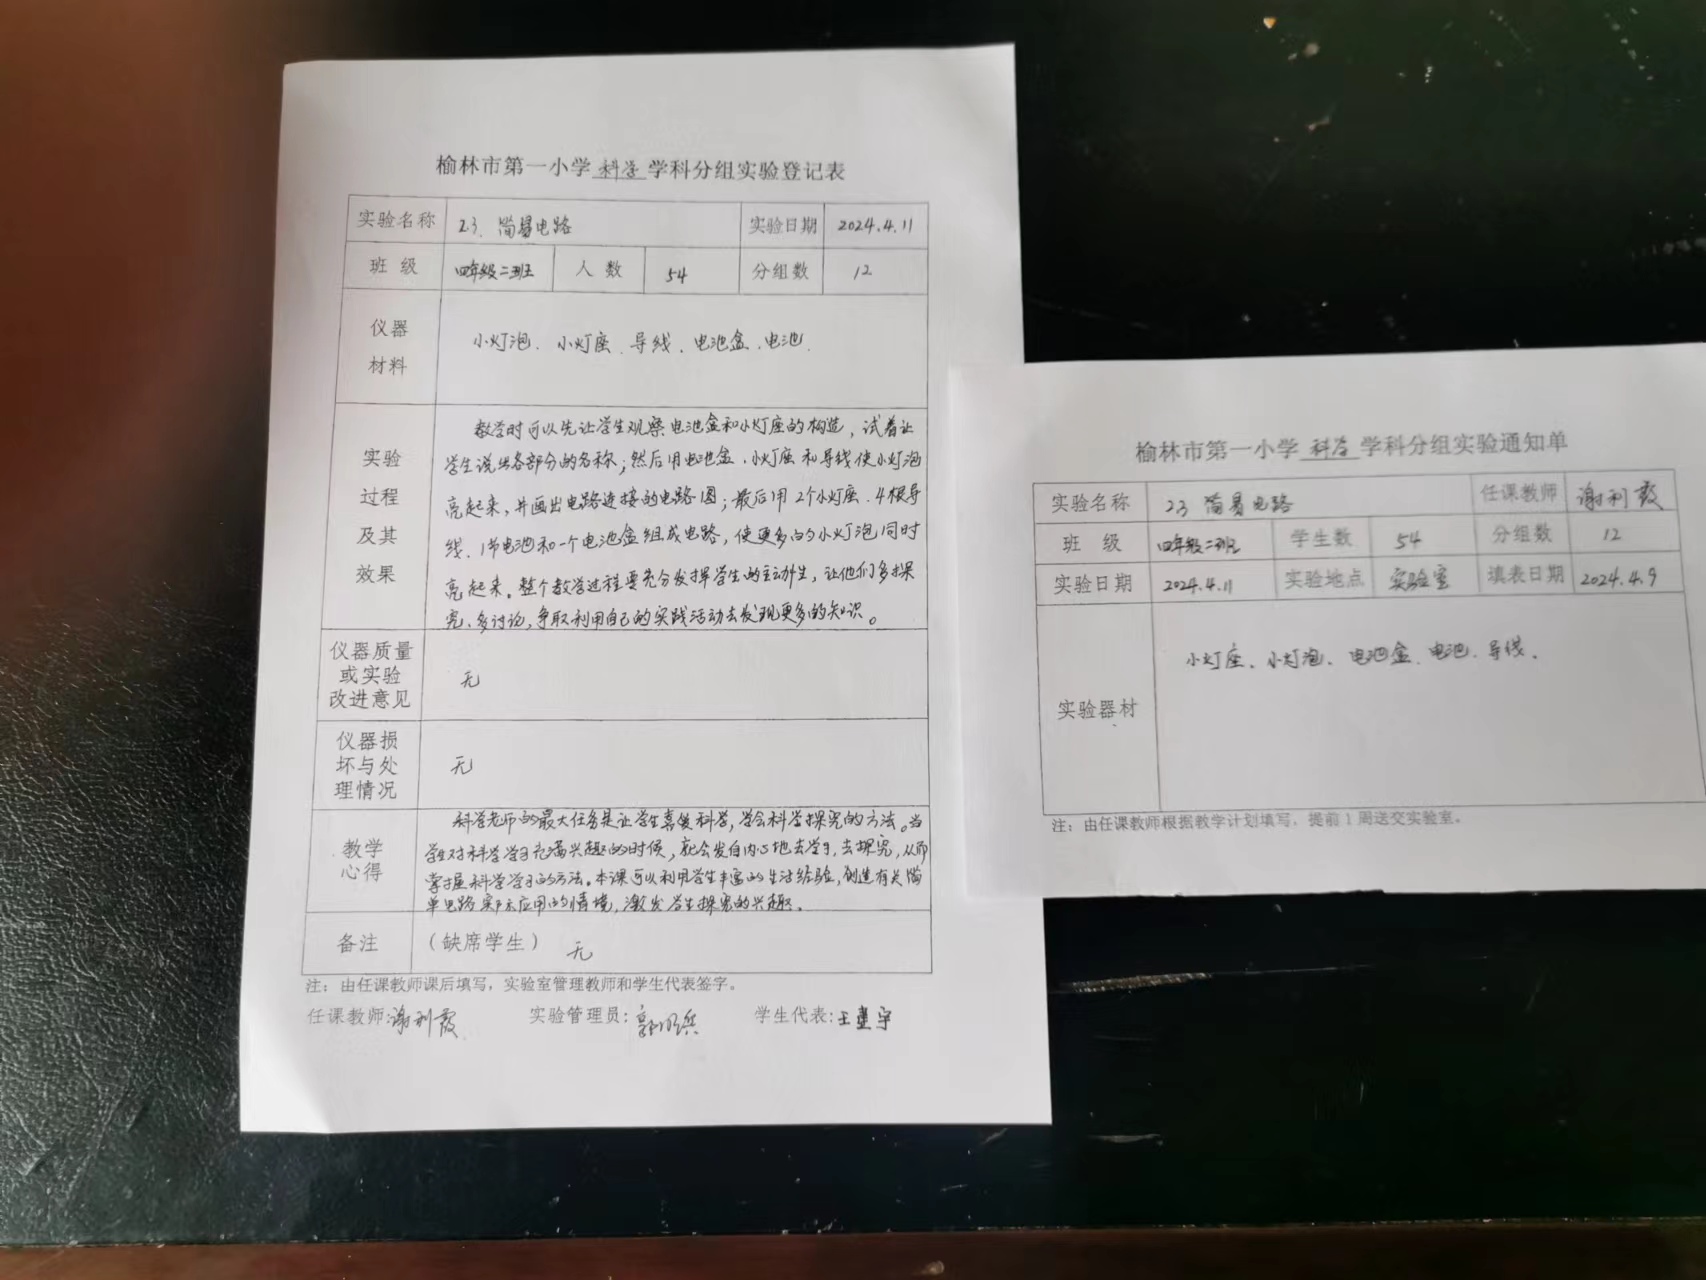 榆林市第一小学 科学 学科分组实验登记表
实验名称 2.3、简易电路 实验日期 2024.4.11
班级 四年级二班 人数 54 分组数 12
仪器
材料
小灯泡、小灯座、导线、电池盒、电池、
实验
过程
及其
效果
教学时可以先让学生观察电池盒和小灯座的构造，试着让
学生说出各部分的名称；然后用电池盒、小灯座和导线使小灯泡
亮起来，并画出电路连接的电路图；最后用2个小灯座、4根导
线、1节电池和一个电池盒组成电路，使更多的小灯泡同时
亮起来。整个教学过程要充分发挥学生的主动性，让他们多探
究、多讨论，争取利用自己的实践活动去发现更多的知识。
仪器质量
或实验
改进意见
无
仪器损
坏与处
理情况
无
教学
心得
科学老师的最大任务是让学生喜爱科学，学会科学探究的方法。当
学生对科学学习充满兴趣的时候，就会发自内心地去学习，去探究，从而
掌握科学学习的方法。本课可以利用学生丰富的生活经验，创造有关简
单电路实际应用的情境，激发学生探究的兴趣。
备注 （缺席学生） 无
注：由任课教师课后填写，实验室管理教师和学生代表签字。
任课教师:谢利霞 实验管理员: 学生代表:王建宇
榆林市第一小学 科学 学科分组实验通知单
实验名称 2.3 简易电路 任课教师 谢利霞
班级 四年级二班 学生数 54 分组数 12
实验日期 2024.4.11 实验地点 实验室 填表日期 2024.4.9
实验器材
小灯座、小灯泡、电池盒、电池、导线、
注：由任课教师根据教学计划填写，提前1周送交实验室。